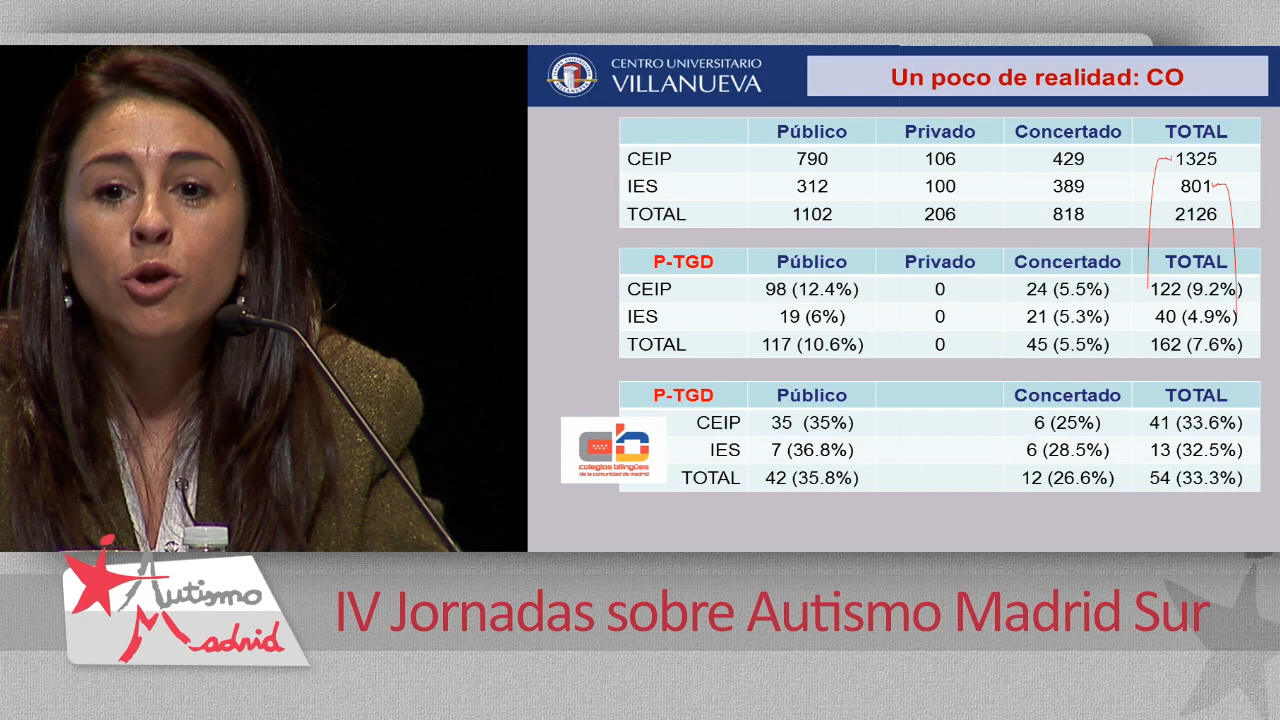 CENTRO UNIVERSITARIO
VILLANUEVA
Un poco de realidad: CO
Público Privado Concertado TOTAL
CEIP 790 106 429 1325
IES 312 100 389 801
TOTAL 1102 206 818 2126
P-TGD Público Privado Concertado TOTAL
CEIP 98 (12.4%) 0 24 (5.5%) 122 (9.2%)
IES 19 (6%) 0 21 (5.3%) 40 (4.9%)
TOTAL 117 (10.6%) 0 45 (5.5%) 162 (7.6%)
P-TGD Público Concertado TOTAL
CEIP 35 (35%) 6 (25%) 41 (33.6%)
IES 7 (36.8%) 6 (28.5%) 13 (32.5%)
TOTAL 42 (35.8%) 12 (26.6%) 54 (33.3%)
colegios bilingües
de la comunidad de madrid
Autismo
Madrid
IV Jornadas sobre Autismo Madrid Sur